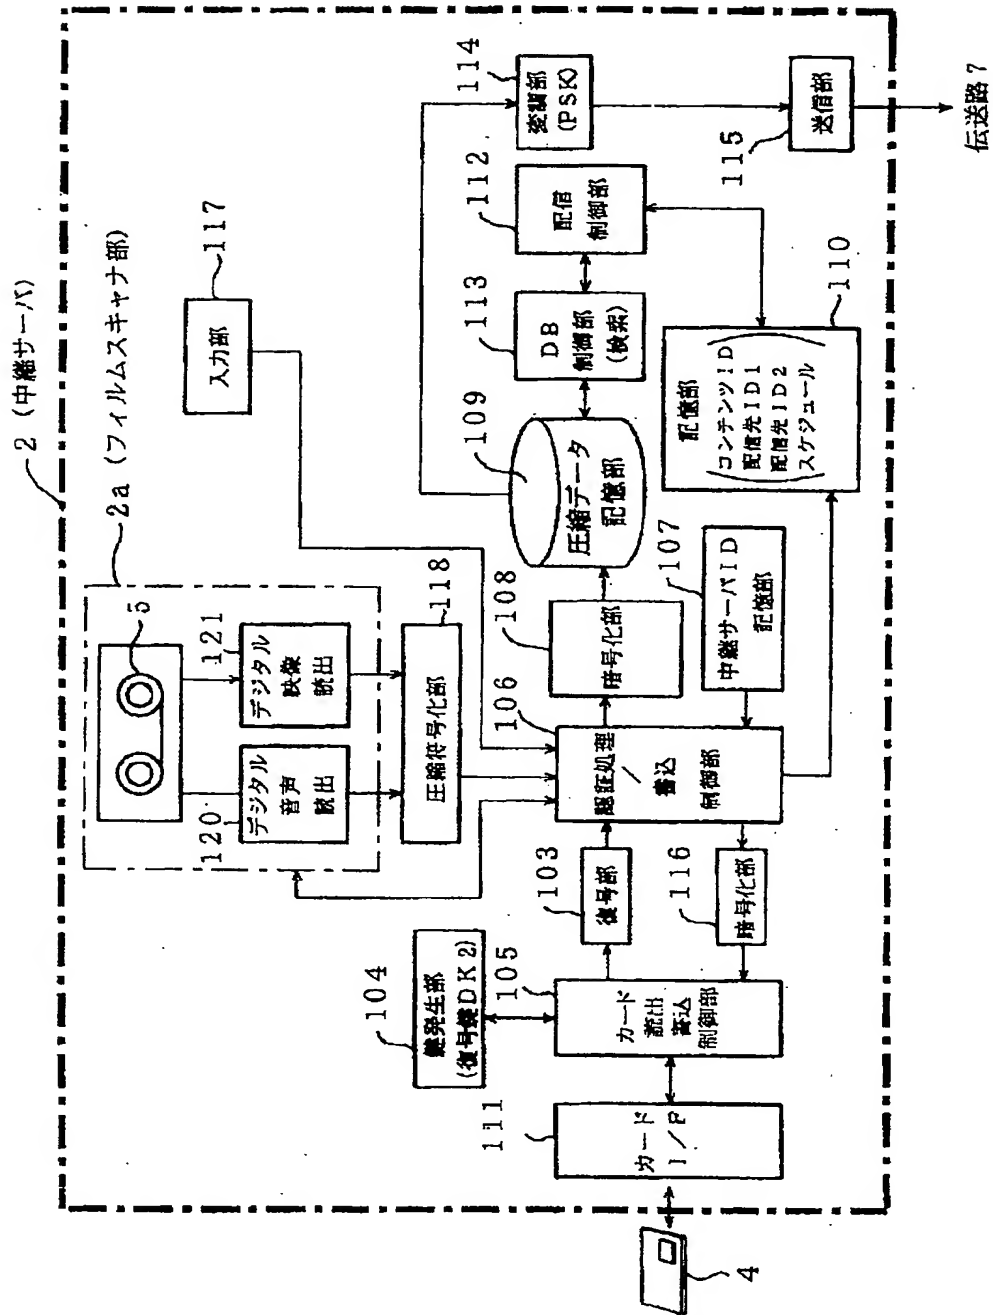 2 (中継サーバ)
2a (フィルムスキャナ部)
5
120
デジタル
音声
読出
121
デジタル
映像
読出
117
入力部
118
圧縮符号化部
104
鍵発生部
(復号鍵DK2)
111
カード
I/F
105
カード
読出
書込
制御部
103
復号部
116
暗号化部
106
認証処理
/
書込
制御部
108
暗号化部
107
中継サーバID
記憶部
109
圧縮データ
記憶部
113
DB
制御部
(検索)
112
配信
制御部
114
変調部
(PSK)
115
送信部
110
記憶部
コンテンツID
配信先ID1
配信先ID2
スケジュール
4
伝送路7